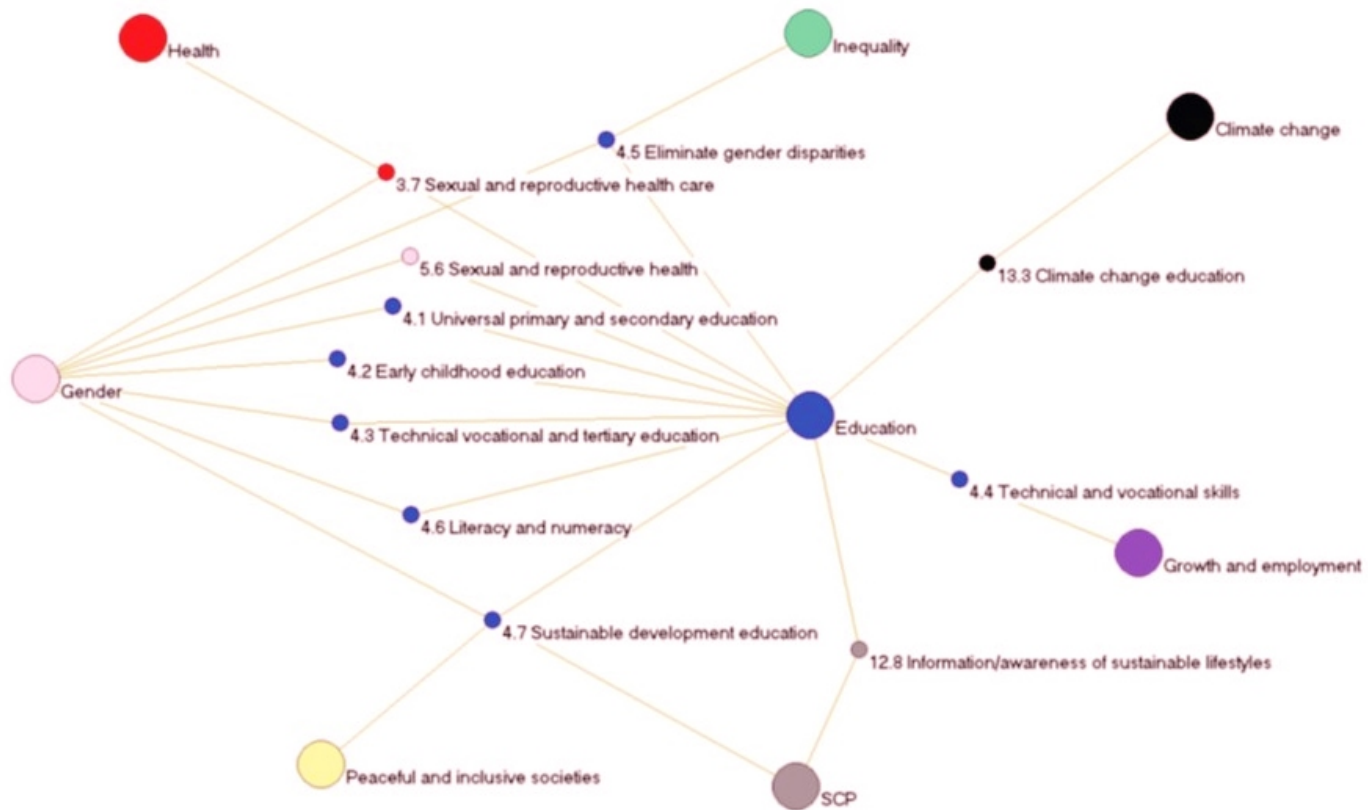 Health
Inequality
Climate change
4.5 Eliminate gender disparities
3.7 Sexual and reproductive health care
5.6 Sexual and reproductive health
13.3 Climate change education
4.1 Universal primary and secondary education
4.2 Early childhood education
Gender
4.3 Technical vocational and tertiary education
Education
4.4 Technical and vocational skills
4.6 Literacy and numeracy
Growth and employment
4.7 Sustainable development education
12.8 Information/awareness of sustainable lifestyles
Peaceful and inclusive societies
SCP